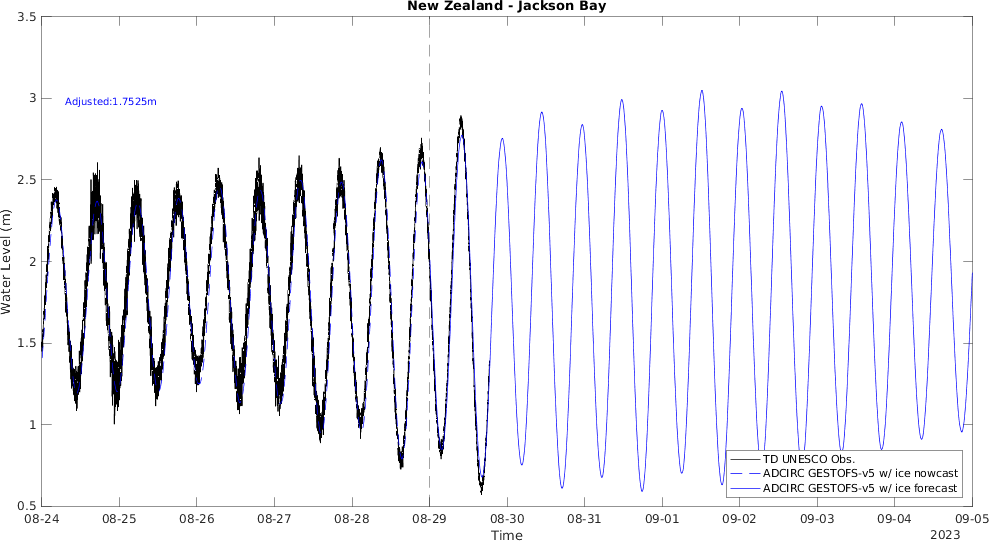 New Zealand - Jackson Bay
3.5
3
2.5
2
1.5
1
0.5
Water Level (m)
Adjusted:1.7525m
TD UNESCO Obs.
ADCIRC GESTOFS-v5 w/ ice nowcast
ADCIRC GESTOFS-v5 w/ ice forecast
08-24 08-25 08-26 08-27 08-28 08-29 08-30 08-31 09-01 09-02 09-03 09-04 09-05
Time
2023